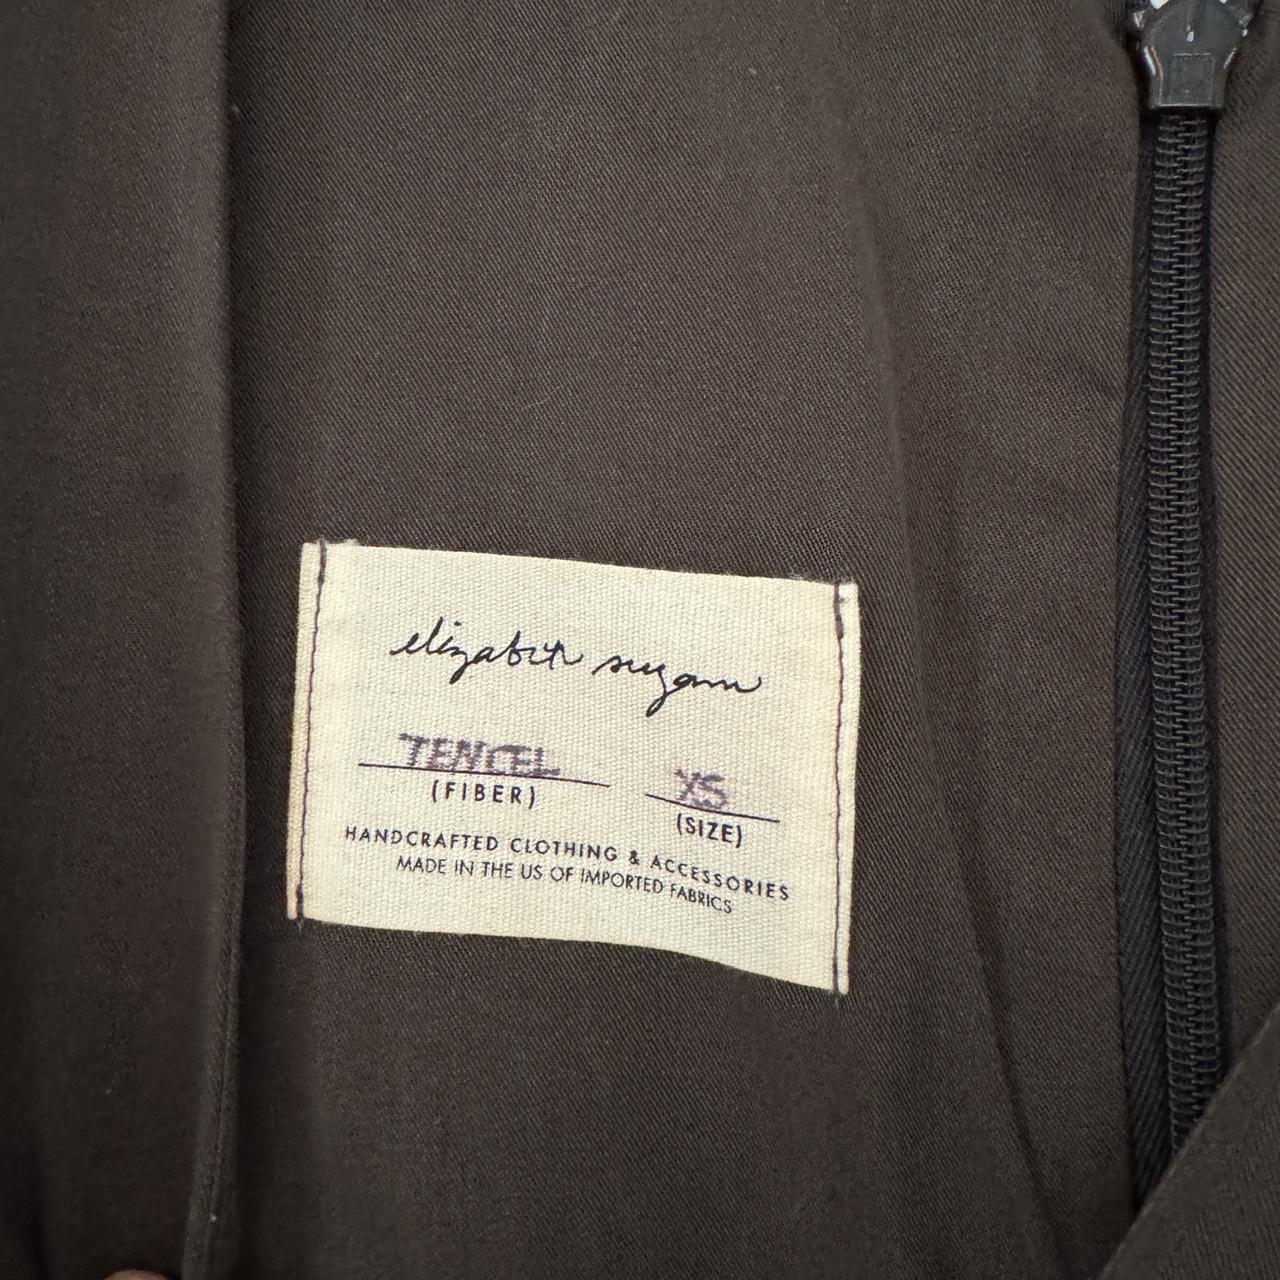 elizabeth suzann
TENCEL XS
(FIBER) (SIZE)
HANDCRAFTED CLOTHING & ACCESSORIES
MADE IN THE US OF IMPORTED FABRICS